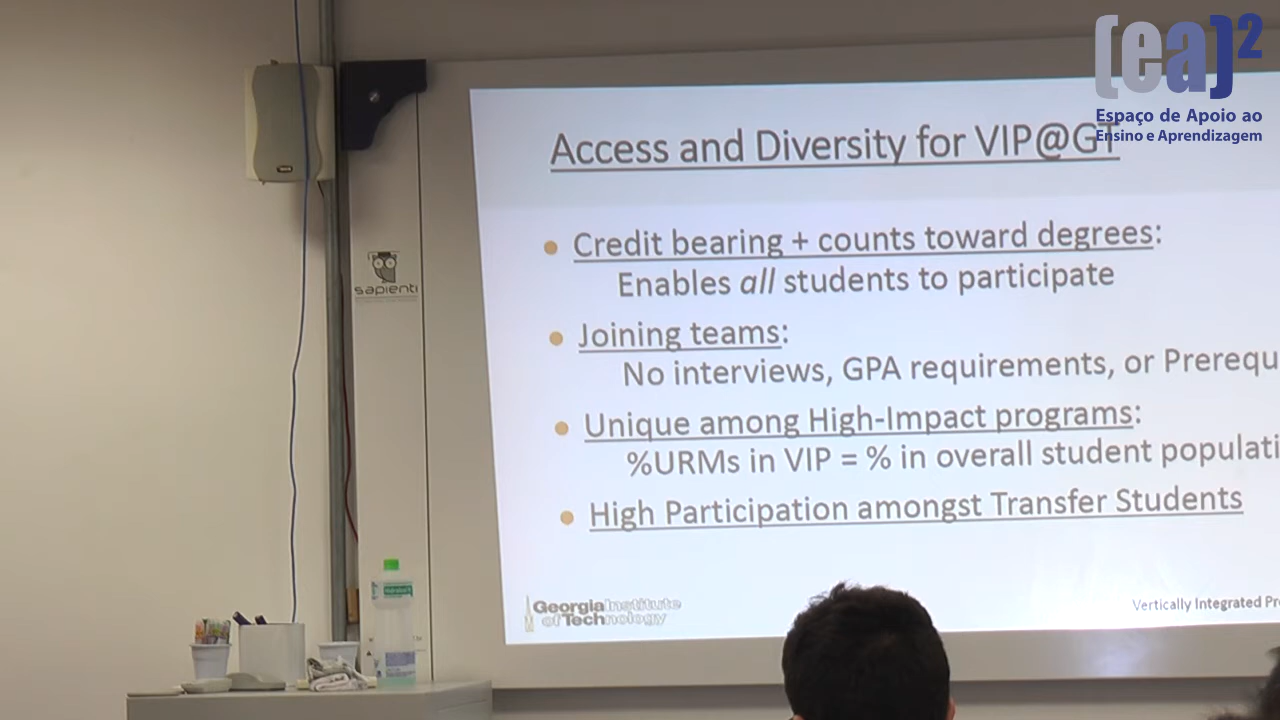 (ea)²
Espaço de Apoio ao
Ensino e Aprendizagem
Access and Diversity for VIP@GT
Credit bearing + counts toward degrees:
Enables all students to participate
Joining teams:
No interviews, GPA requirements, or Prerequ
Unique among High-Impact programs:
%URMs in VIP = % in overall student populati
High Participation amongst Transfer Students
Georgia Institute
of Technology
Vertically Integrated Pr
sapienti